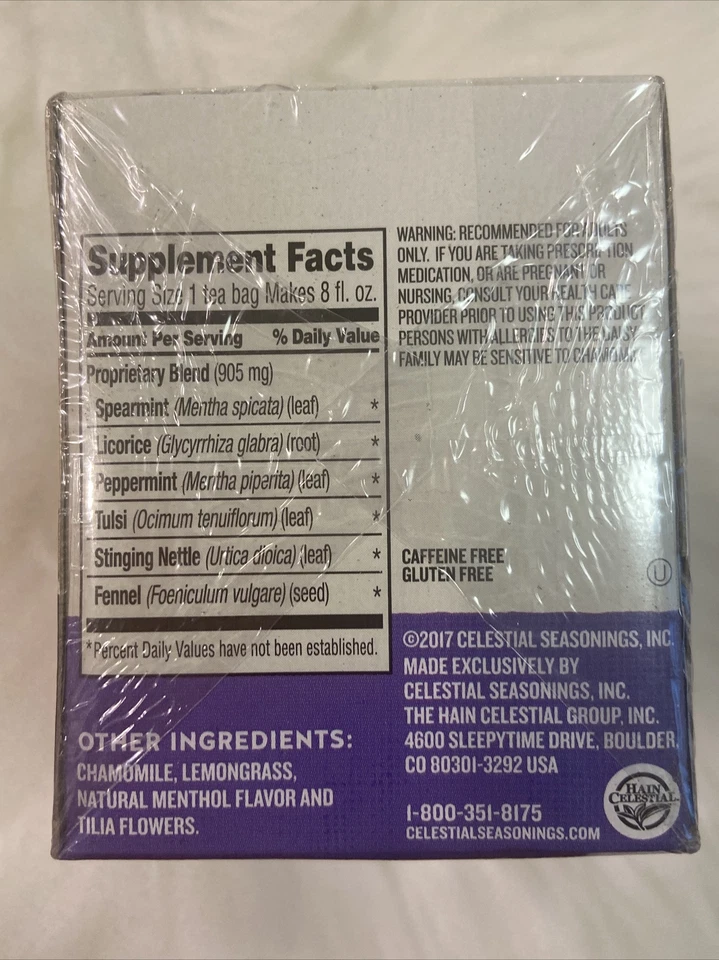 Supplement Facts
Serving Size 1 tea bag Makes 8 fl. oz.
Amount Per Serving % Daily Value
Proprietary Blend (905 mg)
Spearmint (Mentha spicata) (leaf) *
Licorice (Glycyrrhiza glabra) (root) *
Peppermint (Mentha piparita) (leaf) *
Tulsi (Ocimum tenuiflorum) (leaf) *
Stinging Nettle (Urtica dioica) (leaf) *
Fennel (Foeniculum vulgare) (seed) *
*Percent Daily Values have not been established.
OTHER INGREDIENTS:
CHAMOMILE, LEMONGRASS,
NATURAL MENTHOL FLAVOR AND
TILIA FLOWERS.
WARNING: RECOMMENDED FOR ADULTS
ONLY. IF YOU ARE TAKING PRESCRIPTION
MEDICATION, OR ARE PREGNANT OR
NURSING, CONSULT YOUR HEALTH CARE
PROVIDER PRIOR TO USING THIS PRODUCT
PERSONS WITH ALLERGIES TO THE DAISY
FAMILY MAY BE SENSITIVE TO
CAFFEINE FREE
GLUTEN FREE
U
©2017 CELESTIAL SEASONINGS, INC.
MADE EXCLUSIVELY BY
CELESTIAL SEASONINGS, INC.
THE HAIN CELESTIAL GROUP, INC.
4600 SLEEPYTIME DRIVE, BOULDER,
CO 80301-3292 USA
1-800-351-8175
CELESTIALSEASONINGS.COM
HAIN
CELESTIAL